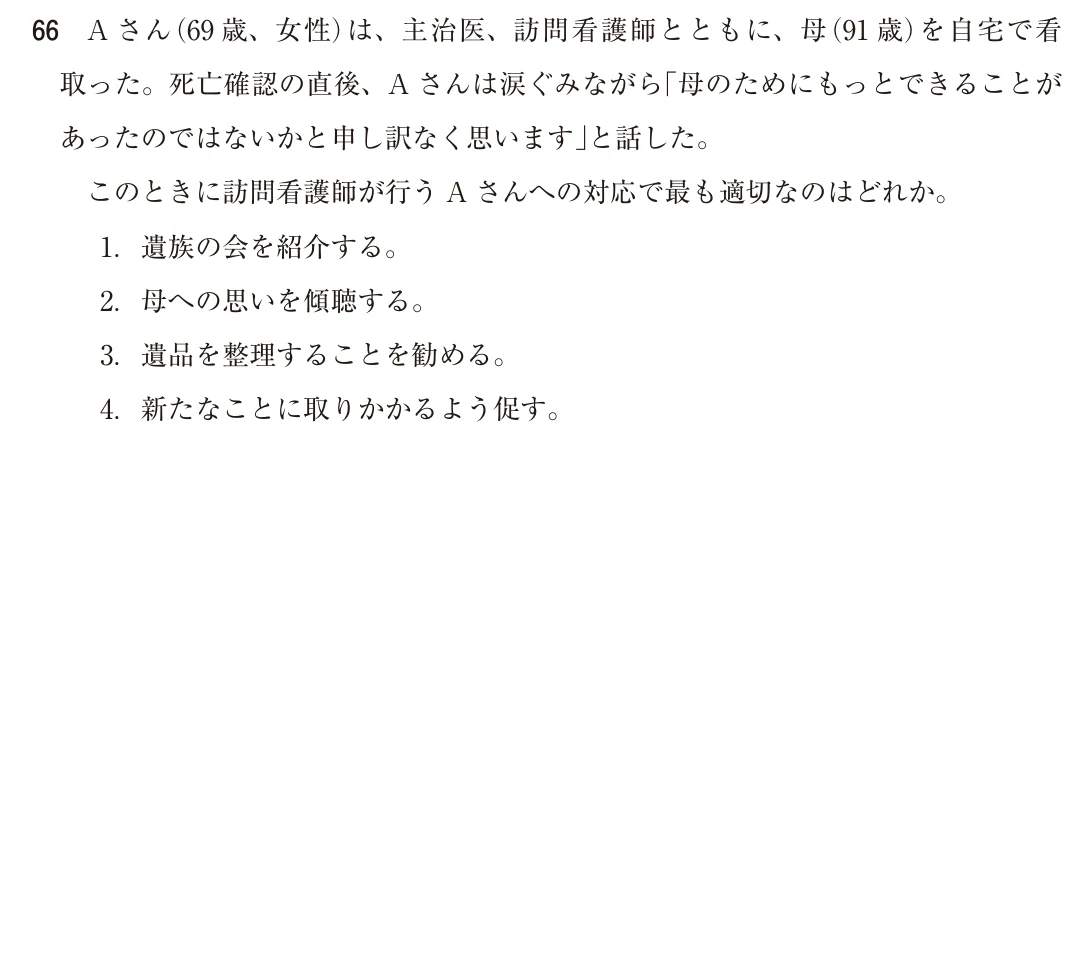 66 Aさん(69歳、女性)は、主治医、訪問看護師とともに、母(91歳)を自宅で看
取った。死亡確認の直後、Aさんは涙ぐみながら「母のためにもっとできることが
あったのではないかと申し訳なく思います」と話した。
このときに訪問看護師が行うAさんへの対応で最も適切なのはどれか。
1. 遺族の会を紹介する。
2. 母への思いを傾聴する。
3. 遺品を整理することを勧める。
4. 新たなことに取りかかるよう促す。